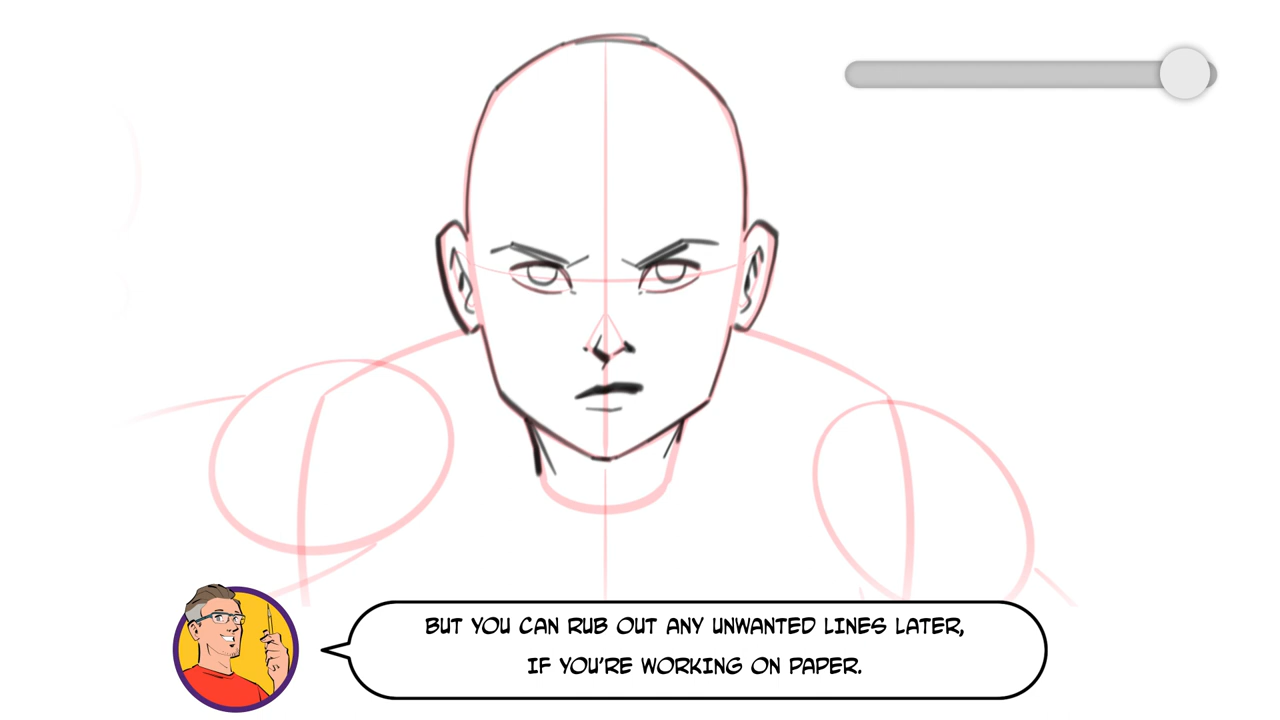 BUT YOU CAN RUB OUT ANY UNWANTED LINES LATER,
IF YOU'RE WORKING ON PAPER.